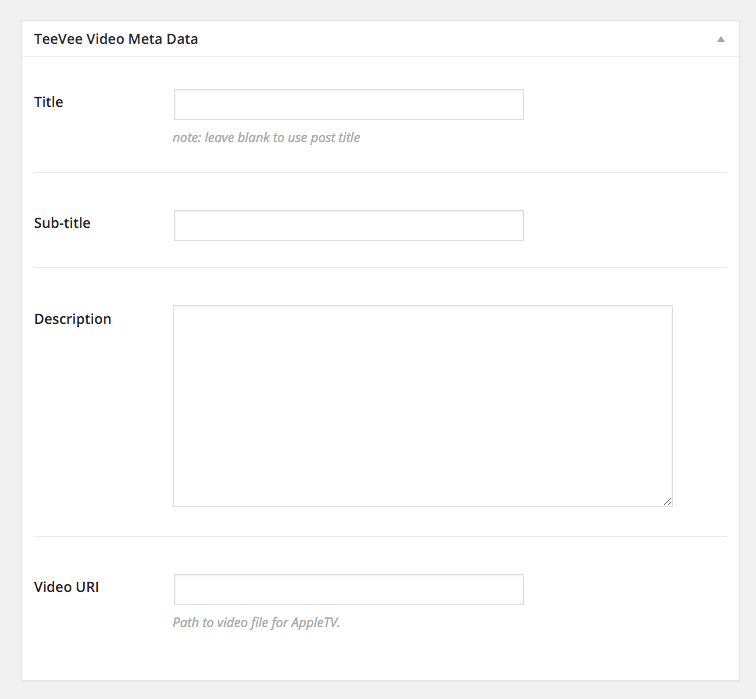 TeeVee Video Meta Data
Title
note: leave blank to use post title
Sub-title
Description
Video URI
Path to video file for AppleTV.